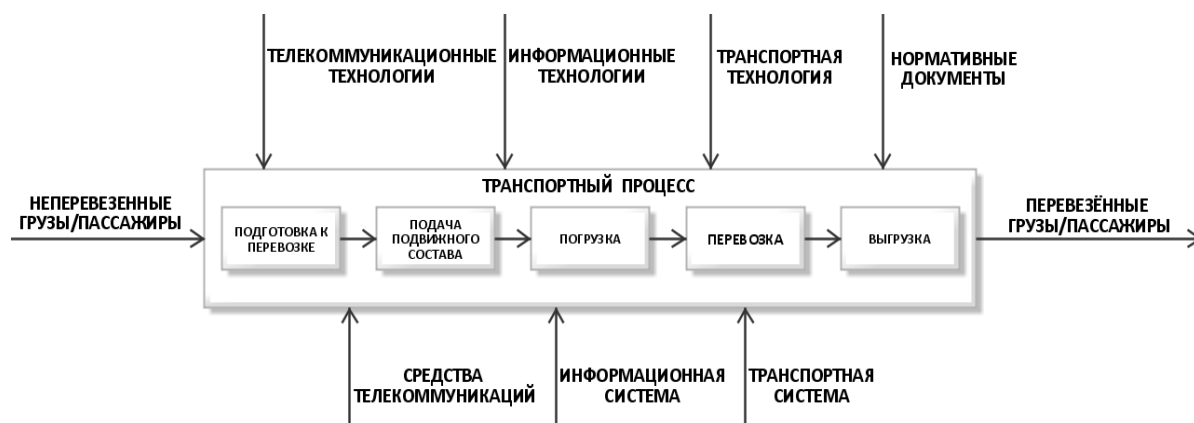 ТЕЛЕКОММУНИКАЦИОННЫЕ
ТЕХНОЛОГИИ
ИНФОРМАЦИОННЫЕ
ТЕХНОЛОГИИ
ТРАНСПОРТНАЯ
ТЕХНОЛОГИЯ
НОРМАТИВНЫЕ
ДОКУМЕНТЫ
НЕПЕРЕВЕЗЕННЫЕ
ГРУЗЫ/ПАССАЖИРЫ
ТРАНСПОРТНЫЙ ПРОЦЕСС
ПОДГОТОВКА К
ПЕРЕВОЗКЕ
ПОДАЧА
ПОДВИЖНОГО
СОСТАВА
ПОГРУЗКА
ПЕРЕВОЗКА
ВЫГРУЗКА
ПЕРЕВЕЗЁННЫЕ
ГРУЗЫ/ПАССАЖИРЫ
СРЕДСТВА
ТЕЛЕКОММУНИКАЦИЙ
ИНФОРМАЦИОННАЯ
СИСТЕМА
ТРАНСПОРТНАЯ
СИСТЕМА